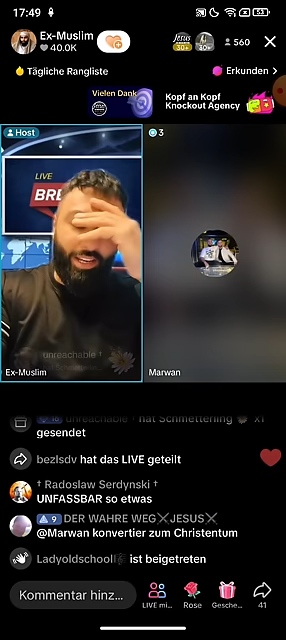 17:49
53
Ex-Muslim
40.0K
30+
30+
560
Tägliche Rangliste
Erkunden >
Vielen Dank
Kopf an Kopf
Knockout Agency
Host
3
LIVE
BRE
unreachable †
Ex-Muslim
Marwan
unreachable † hat Schmetterling x1
gesendet
bezlsdv hat das LIVE geteilt
† Radoslaw Serdynski †
UNFASSBAR so etwas
9 DER WAHRE WEG⚔JESUS⚔
@Marwan konvertier zum Christentum
Ladyoldschool ist beigetreten
Kommentar hinz...
LIVE mi...
Rose
Gesche...
41